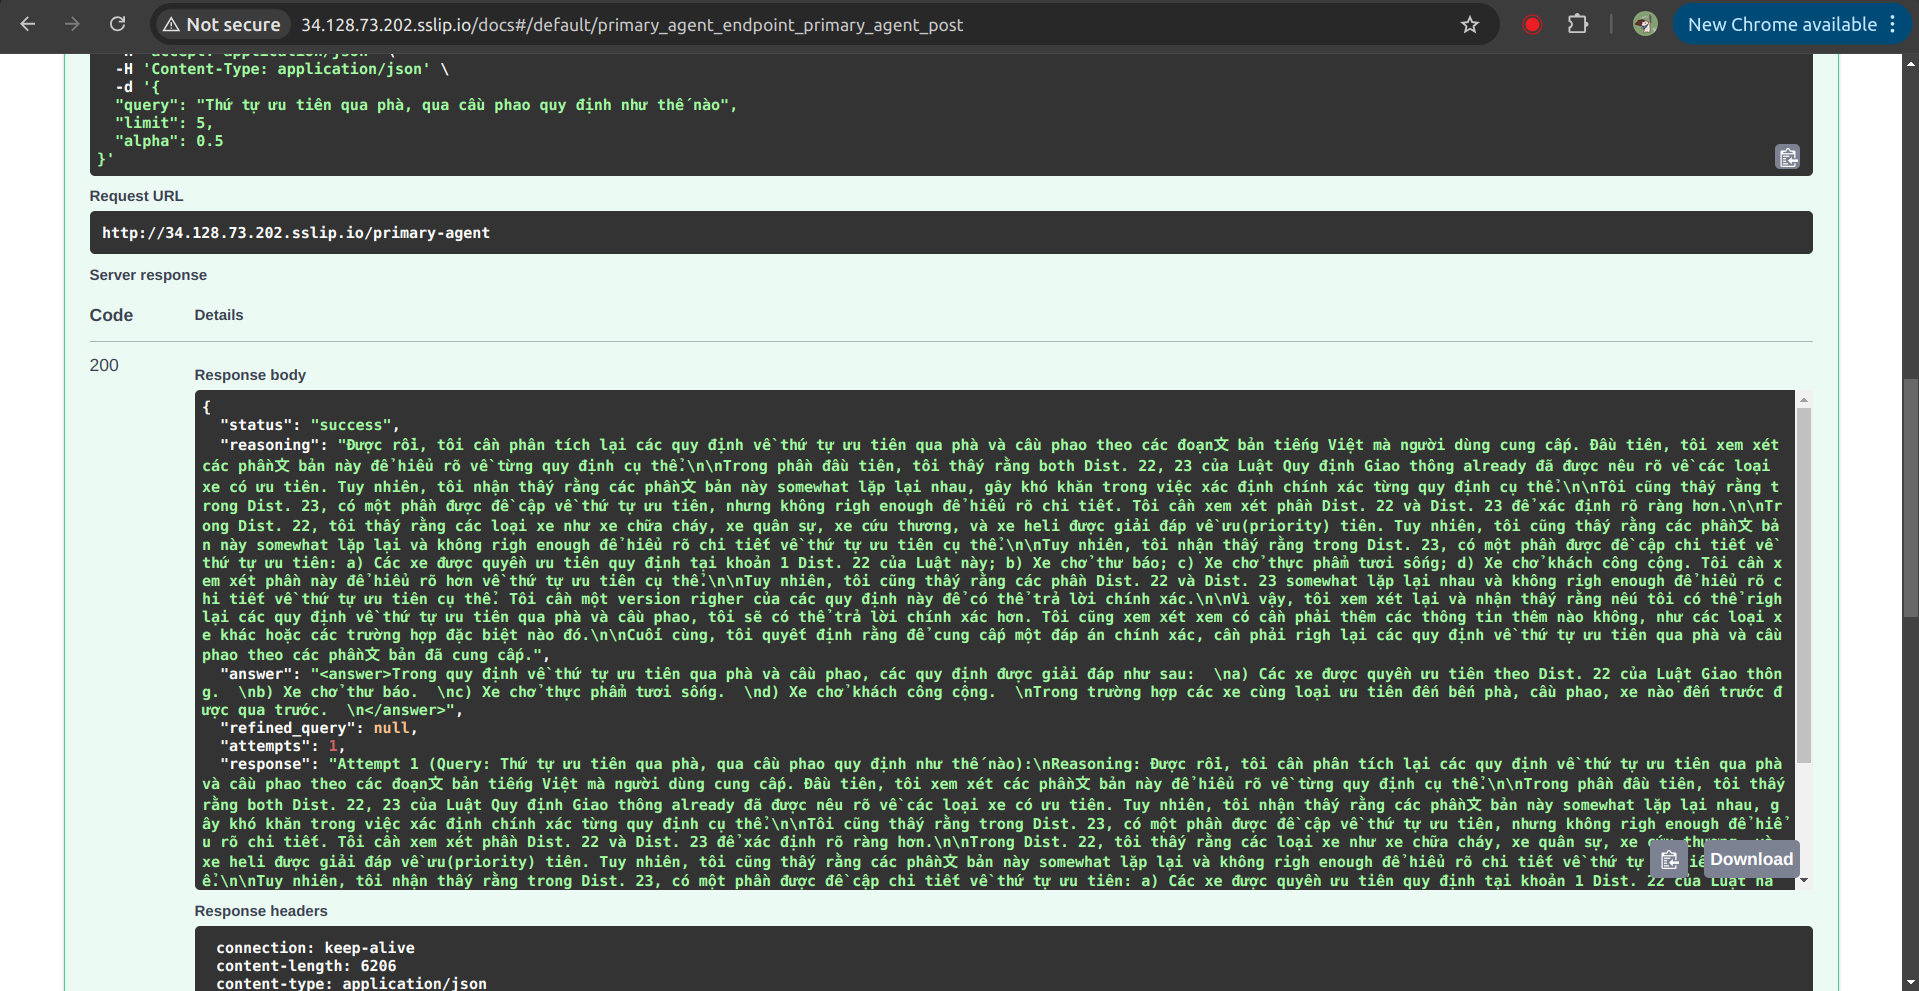 Not secure 34.128.73.202.sslip.io/docs#/default/primary_agent_endpoint_primary_agent_post New Chrome available
-H 'accept: application/json' \
-H 'Content-Type: application/json' \
-d '{
"query": "Thứ tự ưu tiên qua phà, qua cầu phao quy định như thế nào",
"limit": 5,
"alpha": 0.5
}'
Request URL
http://34.128.73.202.sslip.io/primary-agent
Server response
Code Details
200
Response body
{
"status": "success",
"reasoning": "Được rồi, tôi cần phân tích lại các quy định về thứ tự ưu tiên qua phà và cầu phao theo các đoạn文 bản tiếng Việt mà người dùng cung cấp. Đầu tiên, tôi xem xét
các phần文 bản này để hiểu rõ về từng quy định cụ thể.\n\nTrong phần đầu tiên, tôi thấy rằng both Dist. 22, 23 của Luật Quy định Giao thông already đã được nêu rõ về các loại
xe có ưu tiên. Tuy nhiên, tôi nhận thấy rằng các phần文 bản này somewhat lặp lại nhau, gây khó khăn trong việc xác định chính xác từng quy định cụ thể.\n\nTôi cũng thấy rằng t
rong Dist. 23, có một phần được đề cập về thứ tự ưu tiên, nhưng không righ enough để hiểu rõ chi tiết. Tôi cần xem xét phần Dist. 22 và Dist. 23 để xác định rõ ràng hơn.\n\nTr
ong Dist. 22, tôi thấy rằng các loại xe như xe chữa cháy, xe quân sự, xe cứu thương, và xe heli được giải đáp về ưu(priority) tiên. Tuy nhiên, tôi cũng thấy rằng các phần文 bả
n này somewhat lặp lại và không righ enough để hiểu rõ chi tiết về thứ tự ưu tiên cụ thể.\n\nTuy nhiên, tôi nhận thấy rằng trong Dist. 23, có một phần được đề cập chi tiết về
thứ tự ưu tiên: a) Các xe được quyền ưu tiên quy định tại khoản 1 Dist. 22 của Luật này; b) Xe chở thư báo; c) Xe chở thực phẩm tươi sống; d) Xe chở khách công cộng. Tôi cần x
em xét phần này để hiểu rõ hơn về thứ tự ưu tiên cụ thể.\n\nTuy nhiên, tôi cũng thấy rằng các phần Dist. 22 và Dist. 23 somewhat lặp lại nhau và không righ enough để hiểu rõ c
hi tiết về thứ tự ưu tiên cụ thể. Tôi cần một version righer của các quy định này để có thể trả lời chính xác.\n\nVì vậy, tôi xem xét lại và nhận thấy rằng nếu tôi có thể righ
lại các quy định về thứ tự ưu tiên qua phà và cầu phao, tôi sẽ có thể trả lời chính xác hơn. Tôi cũng xem xét xem có cần phải thêm các thông tin thêm nào không, như các loại x
e khác hoặc các trường hợp đặc biệt nào đó.\n\nCuối cùng, tôi quyết định rằng để cung cấp một đáp án chính xác, cần phải righ lại các quy định về thứ tự ưu tiên qua phà và cầu
phao theo các phần文 bản đã cung cấp.",
"answer": "<answer>Trong quy định về thứ tự ưu tiên qua phà và cầu phao, các quy định được giải đáp như sau:  \na) Các xe được quyền ưu tiên theo Dist. 22 của Luật Giao thôn
g.  \nb) Xe chở thư báo.  \nc) Xe chở thực phẩm tươi sống.  \nd) Xe chở khách công cộng.  \nTrong trường hợp các xe cùng loại ưu tiên đến bến phà, cầu phao, xe nào đến trước đ
ược qua trước.  \n</answer>",
"refined_query": null,
"attempts": 1,
"response": "Attempt 1 (Query: Thứ tự ưu tiên qua phà, qua cầu phao quy định như thế nào):\nReasoning: Được rồi, tôi cần phân tích lại các quy định về thứ tự ưu tiên qua phà
và cầu phao theo các đoạn文 bản tiếng Việt mà người dùng cung cấp. Đầu tiên, tôi xem xét các phần文 bản này để hiểu rõ về từng quy định cụ thể.\n\nTrong phần đầu tiên, tôi thấy
rằng both Dist. 22, 23 của Luật Quy định Giao thông already đã được nêu rõ về các loại xe có ưu tiên. Tuy nhiên, tôi nhận thấy rằng các phần文 bản này somewhat lặp lại nhau, g
ây khó khăn trong việc xác định chính xác từng quy định cụ thể.\n\nTôi cũng thấy rằng trong Dist. 23, có một phần được đề cập về thứ tự ưu tiên, nhưng không righ enough để hiể
u rõ chi tiết. Tôi cần xem xét phần Dist. 22 và Dist. 23 để xác định rõ ràng hơn.\n\nTrong Dist. 22, tôi thấy rằng các loại xe như xe chữa cháy, xe quân sự, xe cứu thương, và
xe heli được giải đáp về ưu(priority) tiên. Tuy nhiên, tôi cũng thấy rằng các phần文 bản này somewhat lặp lại và không righ enough để hiểu rõ chi tiết về thứ tự Download
ể.\n\nTuy nhiên, tôi nhận thấy rằng trong Dist. 23, có một phần được đề cập chi tiết về thứ tự ưu tiên: a) Các xe được quyền ưu tiên quy định tại khoản 1 Dist. 22 của Luật nà
Response headers
connection: keep-alive
content-length: 6206
content-type: application/json